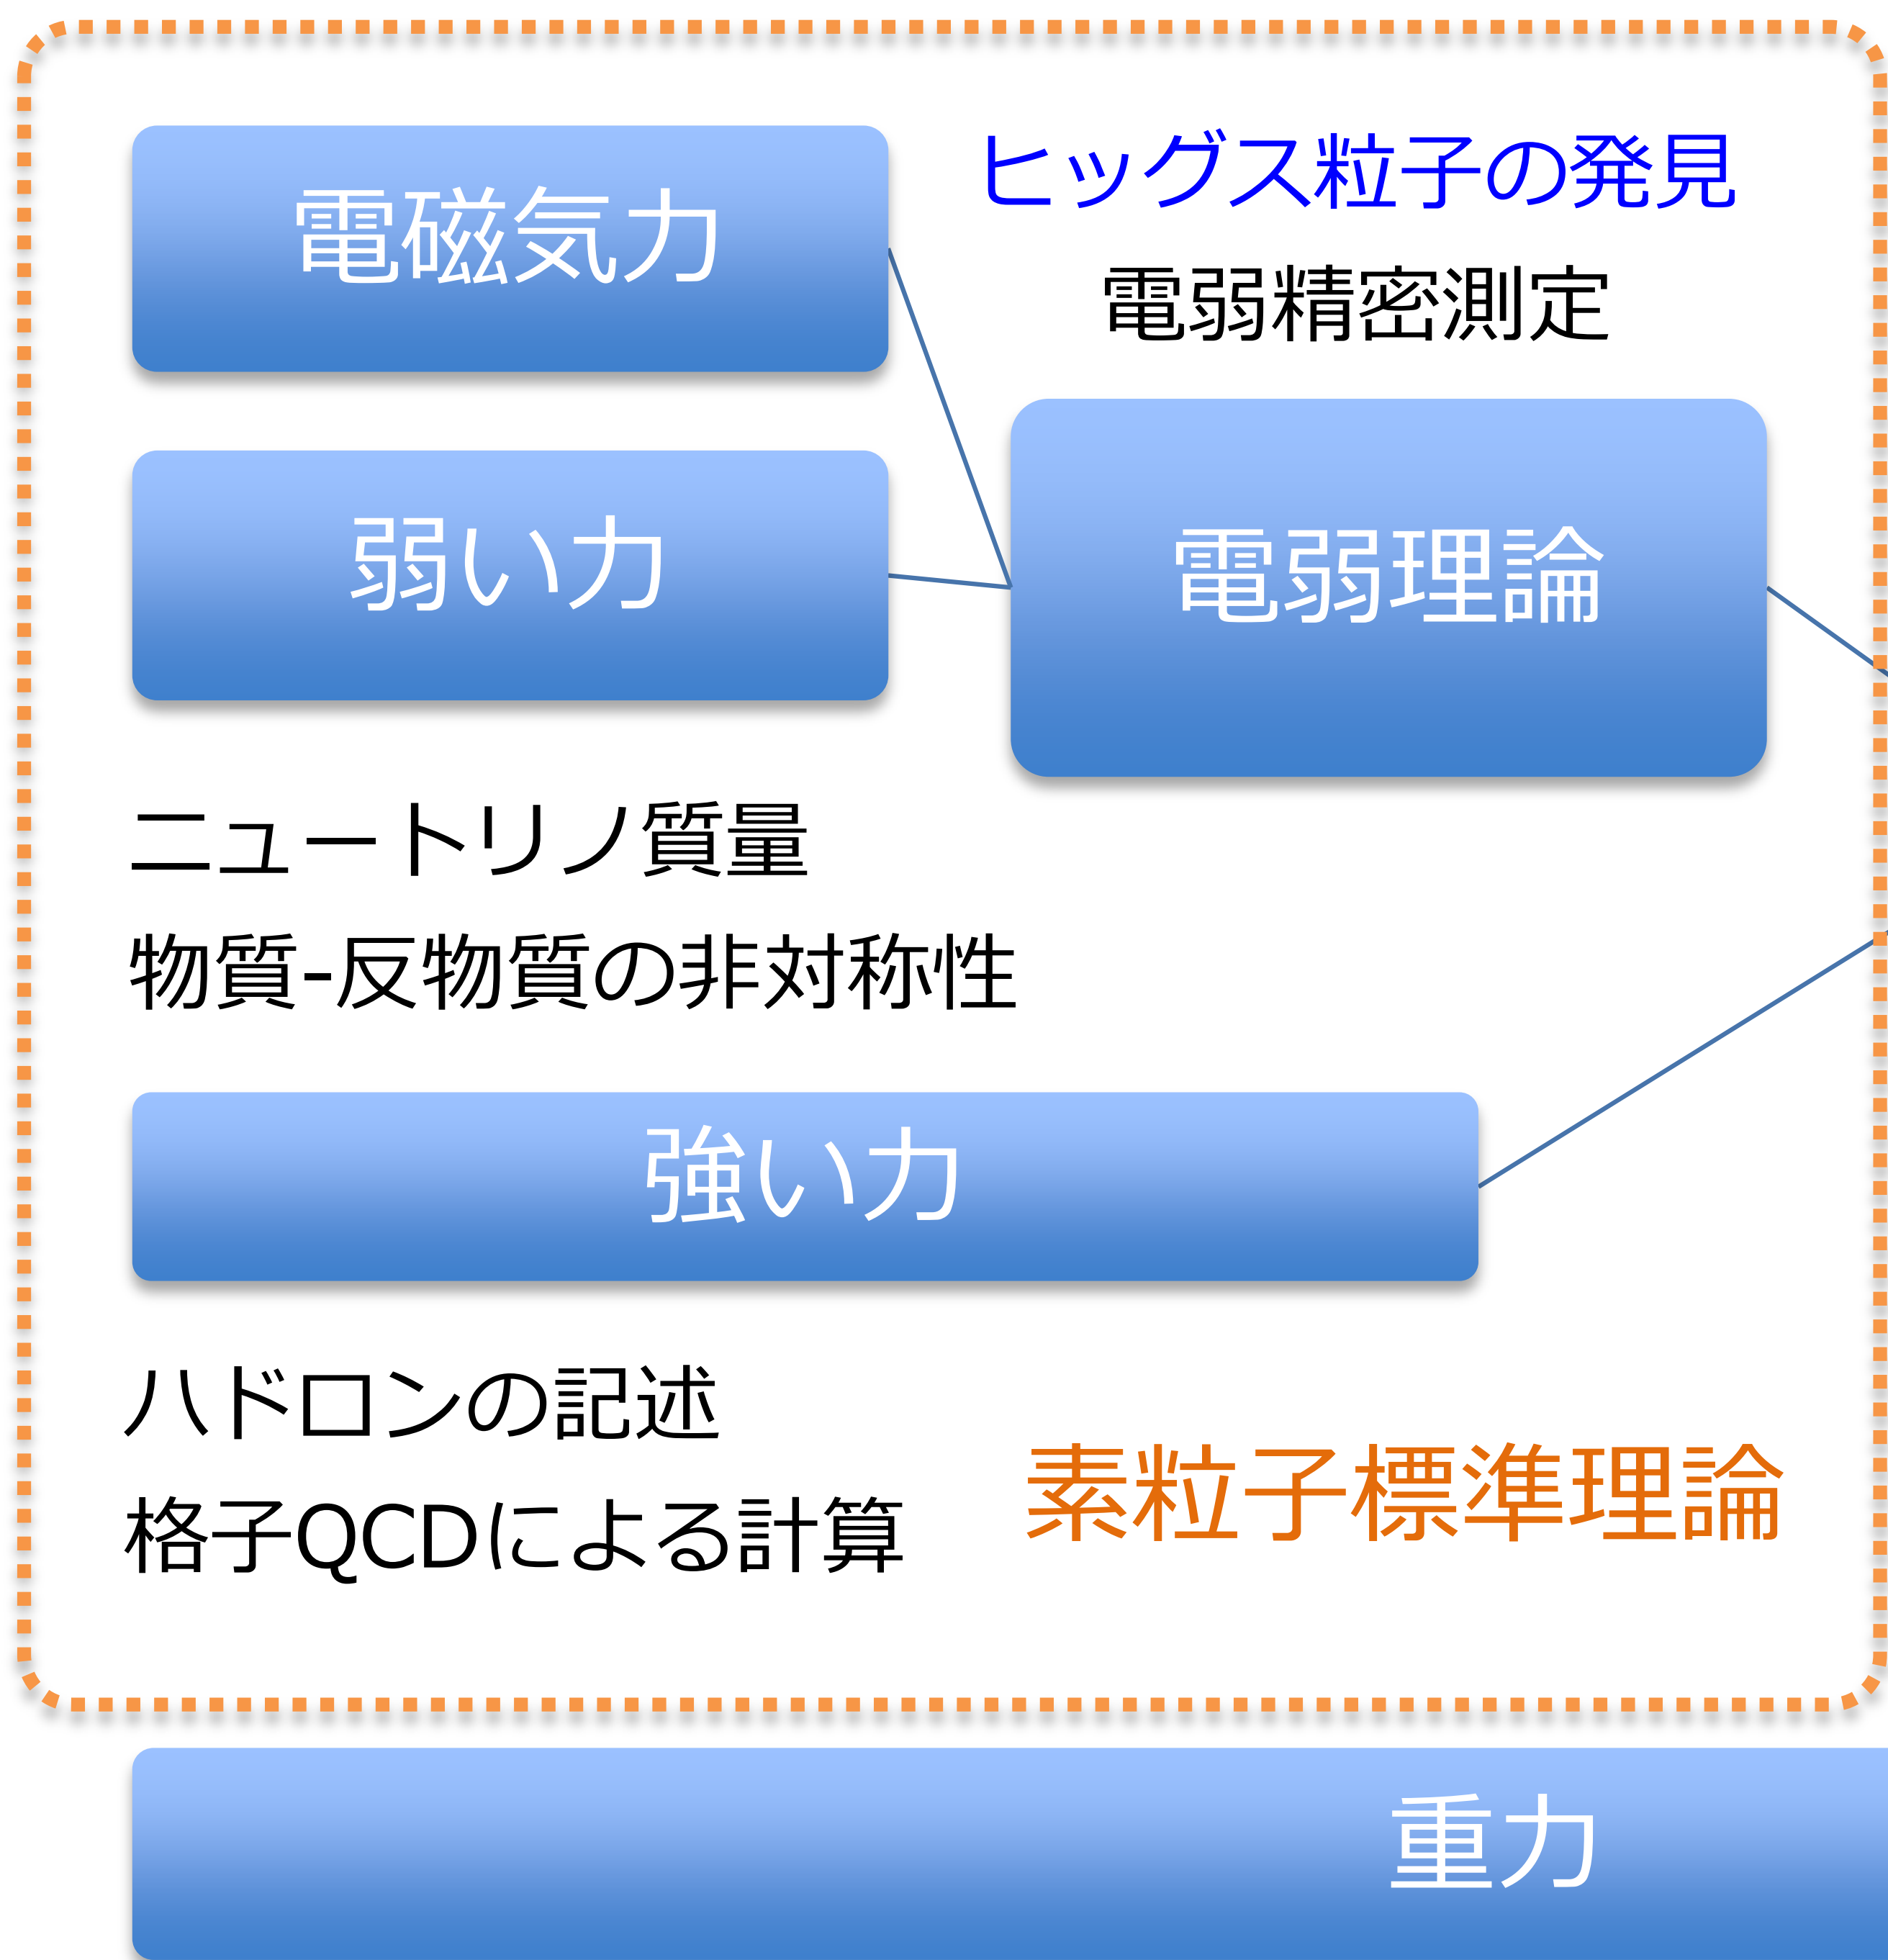 電磁気力
ヒッグス粒子の発見
電弱精密測定
弱い力
電弱理論
ニュートリノ質量
物質-反物質の非対称性
強い力
ハドロンの記述
格子QCDによる計算
素粒子標準理論
重力